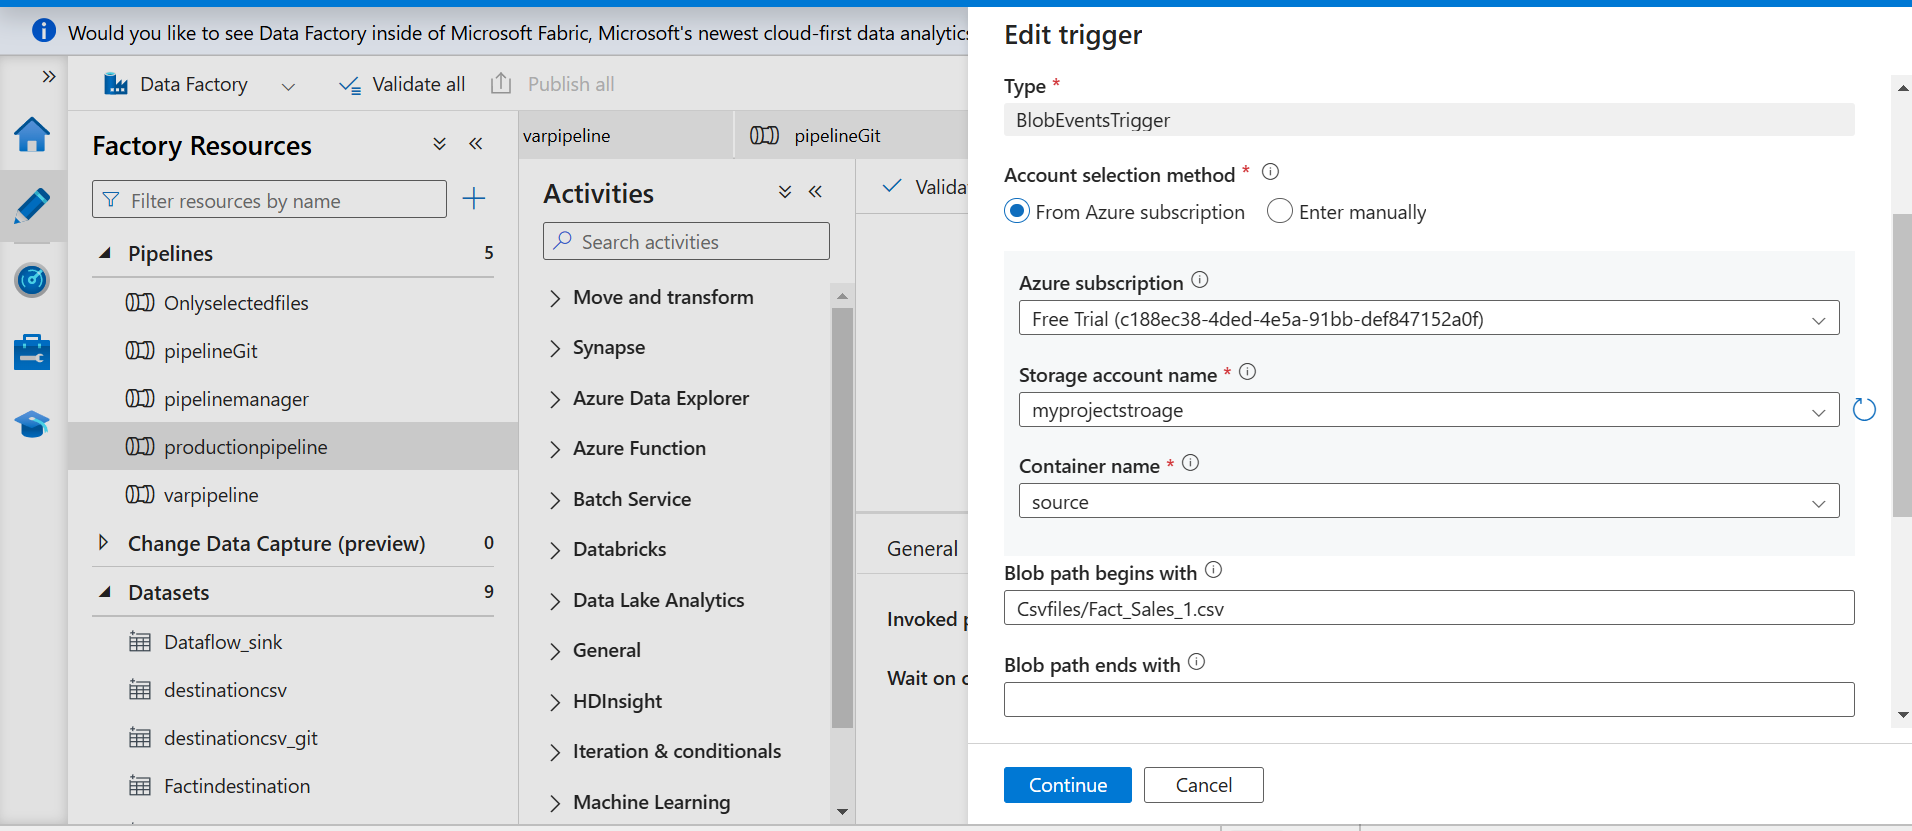 Would you like to see Data Factory inside of Microsoft Fabric, Microsoft's newest cloud-first data analytics
Data Factory
Validate all
Publish all
Factory Resources
Filter resources by name
Pipelines 5
Onlyselectedfiles
pipelineGit
pipelinemanager
productionpipeline
varpipeline
Change Data Capture (preview) 0
Datasets 9
Dataflow_sink
destinationcsv
destinationcsv_git
Factindestination
varpipeline
pipelineGit
Activities
Search activities
Move and transform
Synapse
Azure Data Explorer
Azure Function
Batch Service
Databricks
Data Lake Analytics
General
HDInsight
Iteration & conditionals
Machine Learning
Valida
General
Invoked p
Wait on c
Edit trigger
Type *
BlobEventsTrigger
Account selection method *
From Azure subscription
Enter manually
Azure subscription
Free Trial (c188ec38-4ded-4e5a-91bb-def847152a0f)
Storage account name *
myprojectstroage
Container name *
source
Blob path begins with
Csvfiles/Fact_Sales_1.csv
Blob path ends with
Continue
Cancel